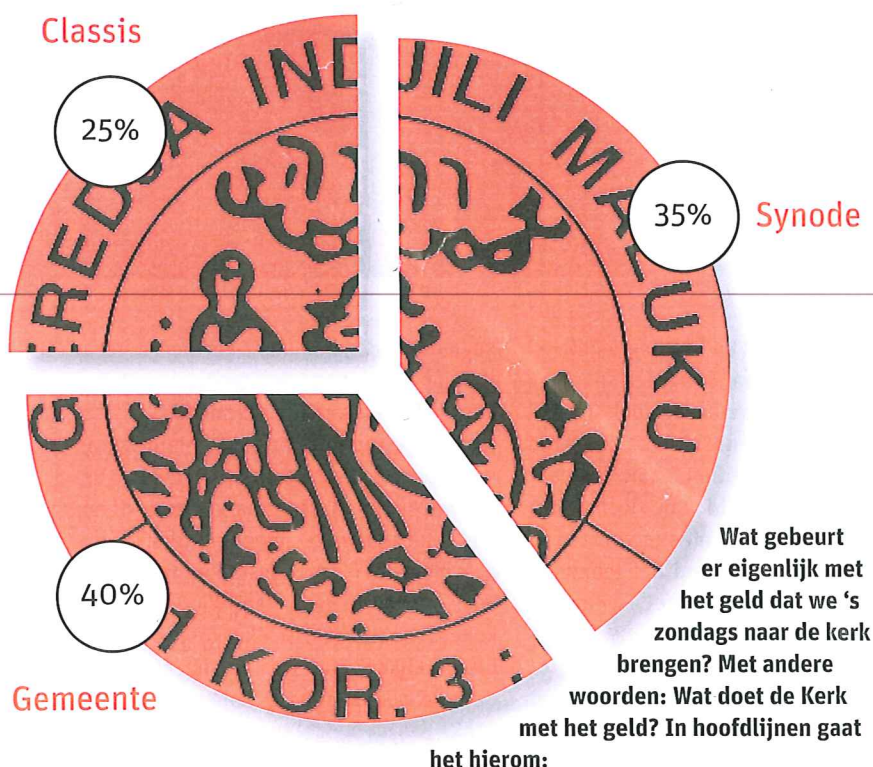 Classis
25%
GEREDJA INDJILI MALUKU
35%
Synode
40%
1 KOR. 3 :
Gemeente
Wat gebeurt
er eigenlijk met
het geld dat we ‘s
zondags naar de kerk
brengen? Met andere
woorden: Wat doet de Kerk
met het geld? In hoofdlijnen gaat
het hierom: